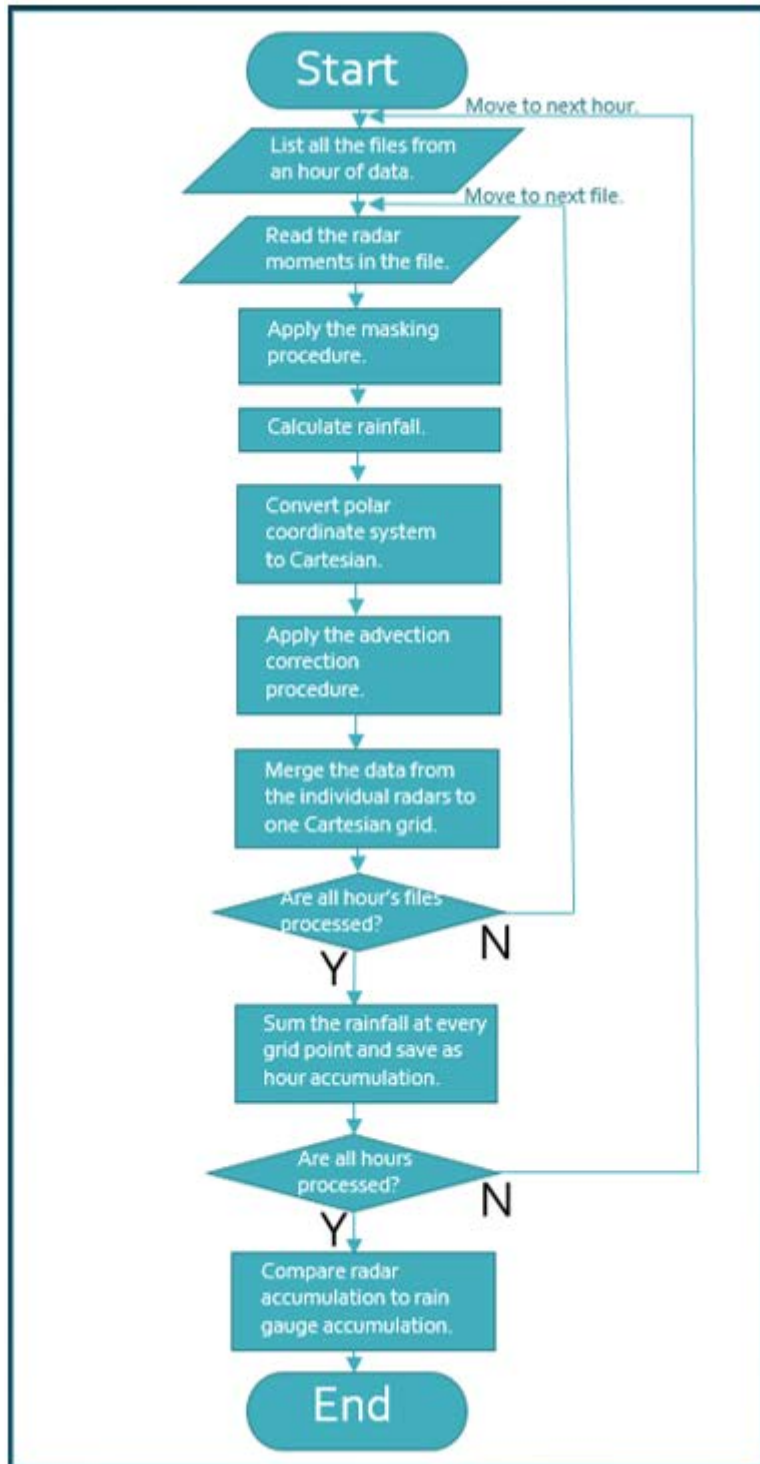 Start
Move to next hour.
List all the files from
an hour of data.
Move to next file.
Read the radar
moments in the file.
Apply the masking
procedure.
Calculate rainfall.
Convert polar
coordinate system
to Cartesian.
Apply the advection
correction
procedure.
Merge the data from
the individual radars to
one Cartesian grid.
Are all hour's files
processed?
N
Y
Sum the rainfall at every
grid point and save as
hour accumulation.
Are all hours
processed?
N
Y
Compare radar
accumulation to rain
gauge accumulation.
End